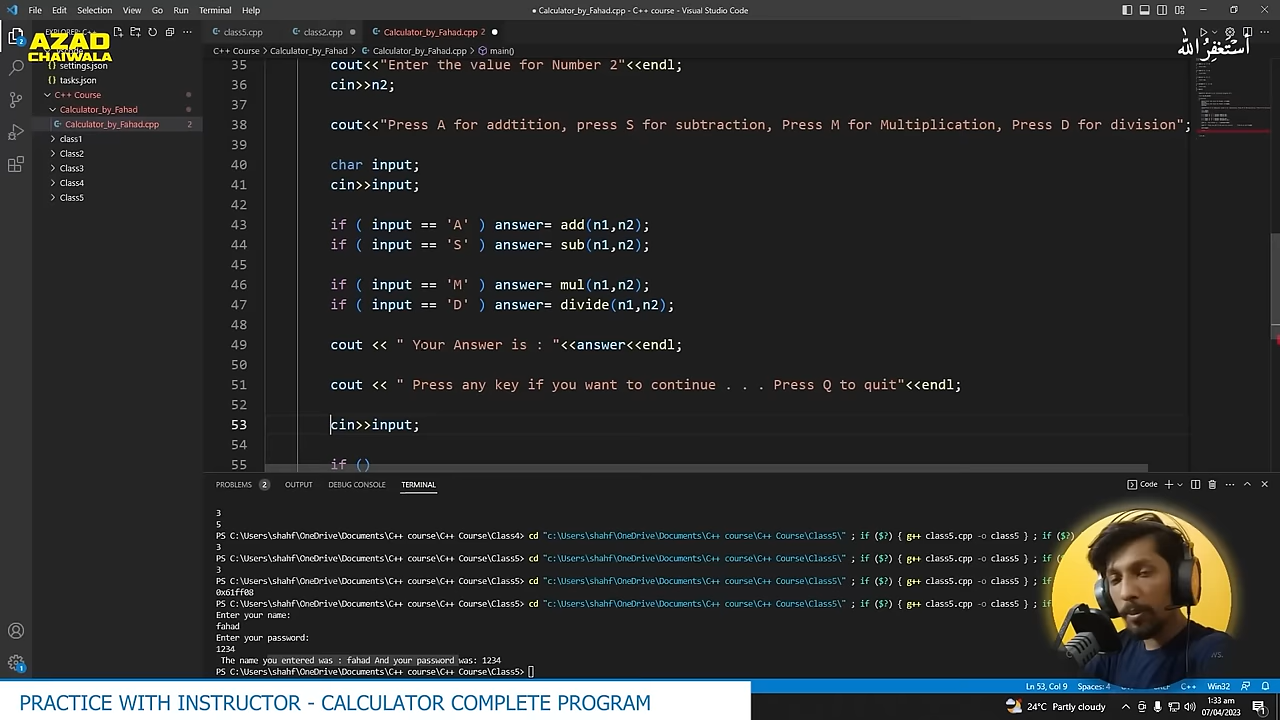 File Edit Selection View Go Run Terminal Help
● Calculator_by_Fahad.cpp - C++ course - Visual Studio Code
EXPLORER: C++...
class5.cpp class2.cpp ● Calculator_by_Fahad.cpp 2 ●
AZAD
CHAIWALA
أستغفر الله
C++ Course > Calculator_by_Fahad > Calculator_by_Fahad.cpp > main()
settings.json
tasks.json
C++ Course
Calculator_by_Fahad
Calculator_by_Fahad.cpp 2
class1
Class2
Class3
Class4
Class5
35 cout<<"Enter the value for Number 2"<<endl;
36 cin>>n2;
37
38 cout<<"Press A for addition, press S for subtraction, Press M for Multiplication, Press D for division";
39
40 char input;
41 cin>>input;
42
43 if ( input == 'A' ) answer= add(n1,n2);
44 if ( input == 'S' ) answer= sub(n1,n2);
45
46 if ( input == 'M' ) answer= mul(n1,n2);
47 if ( input == 'D' ) answer= divide(n1,n2);
48
49 cout << " Your Answer is : "<<answer<<endl;
50
51 cout << " Press any key if you want to continue . . . Press Q to quit"<<endl;
52
53 cin>>input;
54
55 if ()
PROBLEMS 2 OUTPUT DEBUG CONSOLE TERMINAL
Code
3
5
PS C:\Users\shahf\OneDrive\Documents\C++ course\C++ Course\Class4> cd "c:\Users\shahf\OneDrive\Documents\C++ course\C++ Course\Class5\" ; if ($?) { g++ class5.cpp -o class5 } ; if ($?)
3
PS C:\Users\shahf\OneDrive\Documents\C++ course\C++ Course\Class5> cd "c:\Users\shahf\OneDrive\Documents\C++ course\C++ Course\Class5\" ; if ($?) { g++ class5.cpp -o class5 } ; if
3
PS C:\Users\shahf\OneDrive\Documents\C++ course\C++ Course\Class5> cd "c:\Users\shahf\OneDrive\Documents\C++ course\C++ Course\Class5\" ; if ($?) { g++ class5.cpp -o class5 } ; if
0x61ff08
PS C:\Users\shahf\OneDrive\Documents\C++ course\C++ Course\Class5> cd "c:\Users\shahf\OneDrive\Documents\C++ course\C++ Course\Class5\" ; if ($?) { g++ class5.cpp -o class5 } ; if
Enter your name:
fahad
Enter your password:
1234
The name you entered was : fahad And your password was: 1234
PS C:\Users\shahf\OneDrive\Documents\C++ course\C++ Course\Class5>
Ln 53, Col 9 Spaces: 4 CRLF C++ Win32
PRACTICE WITH INSTRUCTOR - CALCULATOR COMPLETE PROGRAM
24°C Partly cloudy
1:33 am
07/04/2023